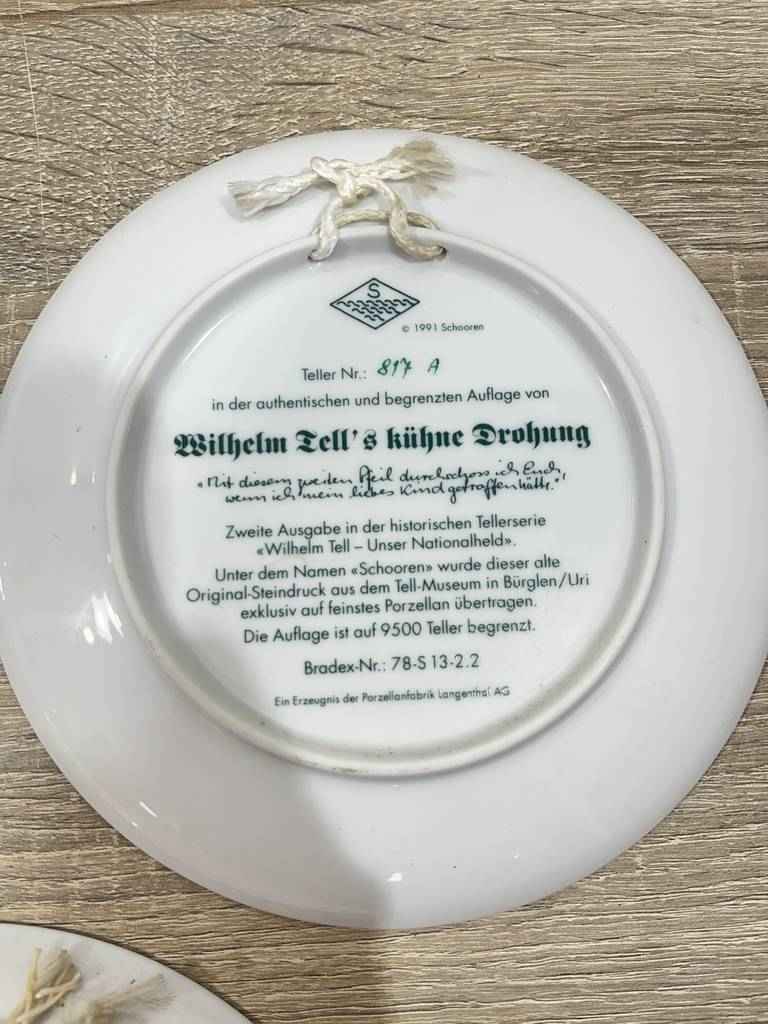 S
© 1991 Schooren
Teller Nr.: 817 A
in der authentischen und begrenzten Auflage von
Wilhelm Tell's kühne Drohung
«Mit diesem zweiten Pfeil durchschoss ich Euch,
wenn ich mein liebes Kind getroffen hätte.»
Zweite Ausgabe in der historischen Tellerserie
«Wilhelm Tell – Unser Nationalheld».
Unter dem Namen «Schooren» wurde dieser alte
Original-Steindruck aus dem Tell-Museum in Bürglen/Uri
exklusiv auf feinstes Porzellan übertragen.
Die Auflage ist auf 9500 Teller begrenzt.
Bradex-Nr.: 78-S 13-2.2
Ein Erzeugnis der Porzellanfabrik Langenthal AG